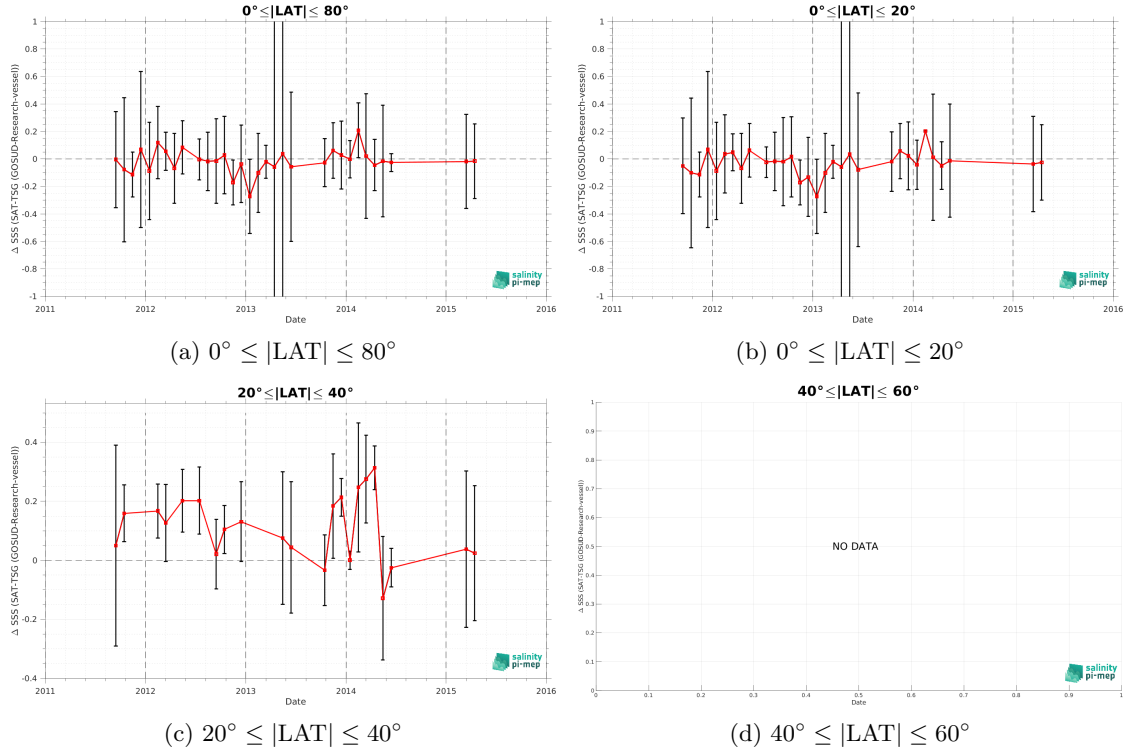 0°≤|LAT|≤ 80°
Δ SSS (SAT-TSG (GOSUD-Research-vessel))
1
0.8
0.6
0.4
0.2
0
-0.2
-0.4
-0.6
-0.8
-1
2011 2012 2013 2014 2015 2016
Date
salinity
pi-mep
(a) 0° ≤ |LAT| ≤ 80°
0°≤|LAT|≤ 20°
Δ SSS (SAT-TSG (GOSUD-Research-vessel))
1
0.8
0.6
0.4
0.2
0
-0.2
-0.4
-0.6
-0.8
-1
2011 2012 2013 2014 2015 2016
Date
salinity
pi-mep
(b) 0° ≤ |LAT| ≤ 20°
20°≤|LAT|≤ 40°
Δ SSS (SAT-TSG (GOSUD-Research-vessel))
0.4
0.2
0
-0.2
-0.4
2011 2012 2013 2014 2015 2016
Date
salinity
pi-mep
(c) 20° ≤ |LAT| ≤ 40°
40°≤|LAT|≤ 60°
Δ SSS (SAT-TSG (GOSUD-Research-vessel))
1
0.9
0.8
0.7
0.6
0.5
0.4
0.3
0.2
0.1
0
NO DATA
0 0.1 0.2 0.3 0.4 0.5 0.6 0.7 0.8 0.9 1
Date
salinity
pi-mep
(d) 40° ≤ |LAT| ≤ 60°